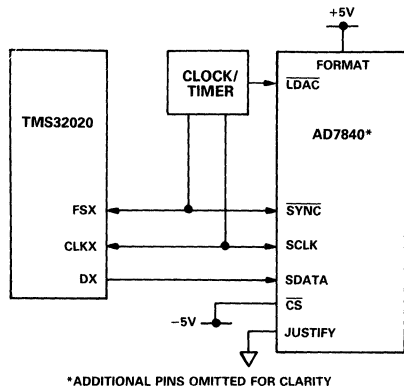 +5V
FORMAT
CLOCK/
TIMER
LDAC
TMS32020
AD7840*
FSX
SYNC
CLKX
SCLK
DX
SDATA
CS
−5V
JUSTIFY
*ADDITIONAL PINS OMITTED FOR CLARITY